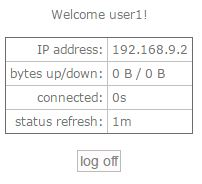 Welcome user1!
IP address: 192.168.9.2
bytes up/down: 0 B / 0 B
connected: 0s
status refresh: 1m
log off